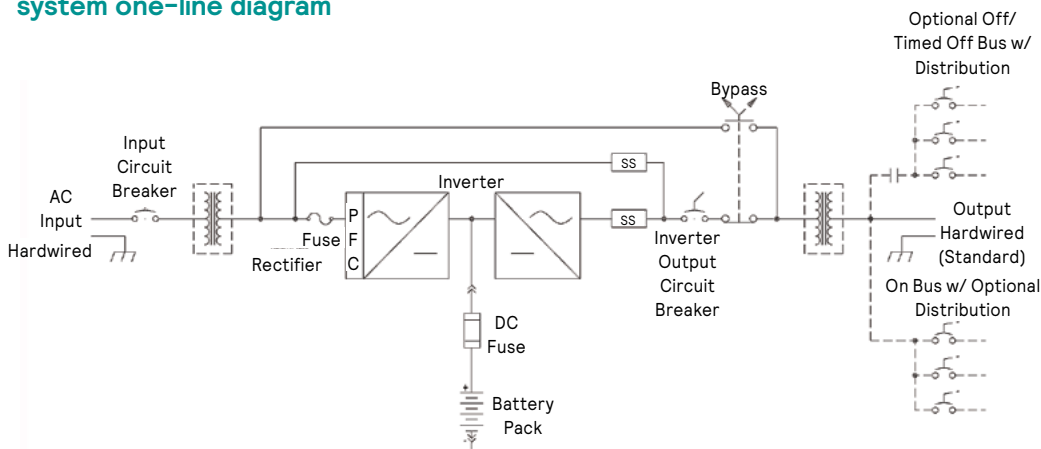 system one-line diagram
Optional Off/
Timed Off Bus w/
Distribution
Bypass
Input
Circuit
Breaker
AC
Input
Hardwired
SS
Inverter
SS
P
F
C
Fuse
Rectifier
Inverter
Output
Circuit
Breaker
Output
Hardwired
(Standard)
On Bus w/ Optional
Distribution
DC
Fuse
Battery
Pack